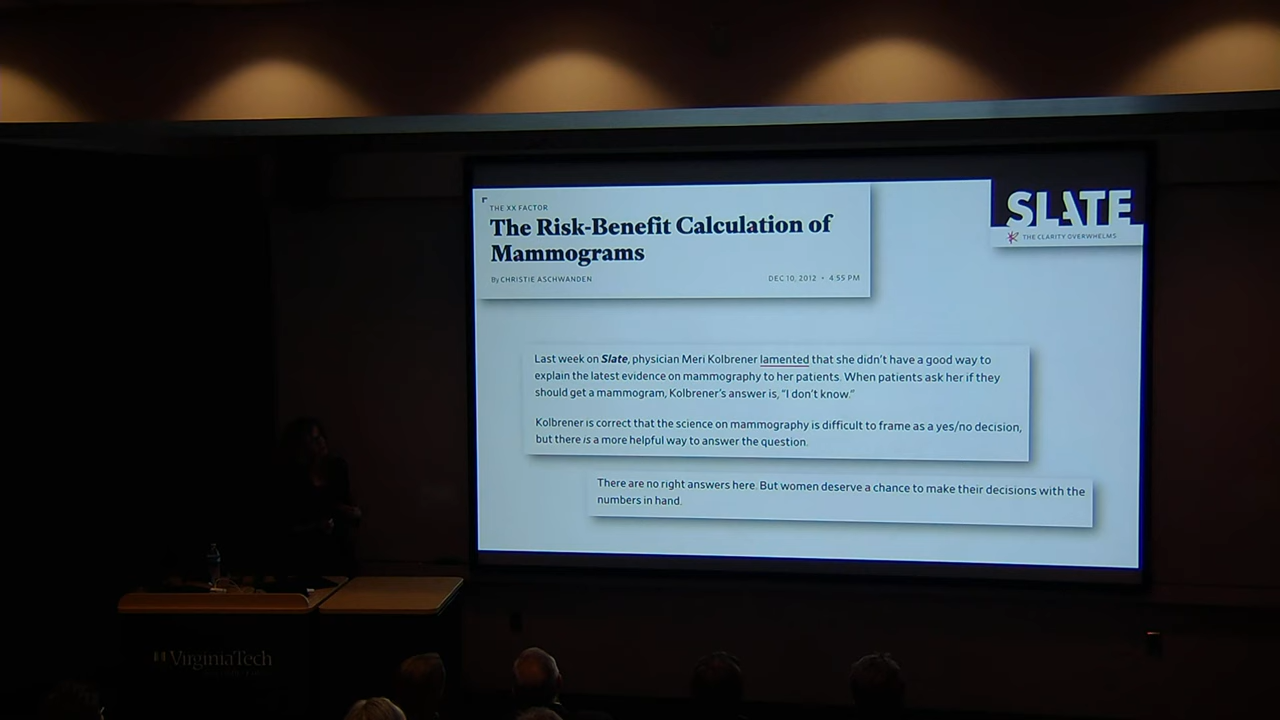 THE XX FACTOR
The Risk-Benefit Calculation of
Mammograms
By CHRISTIE ASCHWANDEN
DEC 10, 2012 • 4:55 PM
SLATE
THE CLARITY OVERWHELMS
Last week on Slate, physician Meri Kolbrener lamented that she didn't have a good way to
explain the latest evidence on mammography to her patients. When patients ask her if they
should get a mammogram, Kolbrener's answer is, "I don't know."
Kolbrener is correct that the science on mammography is difficult to frame as a yes/no decision,
but there is a more helpful way to answer the question.
There are no right answers here. But women deserve a chance to make their decisions with the
numbers in hand.
VirginiaTech